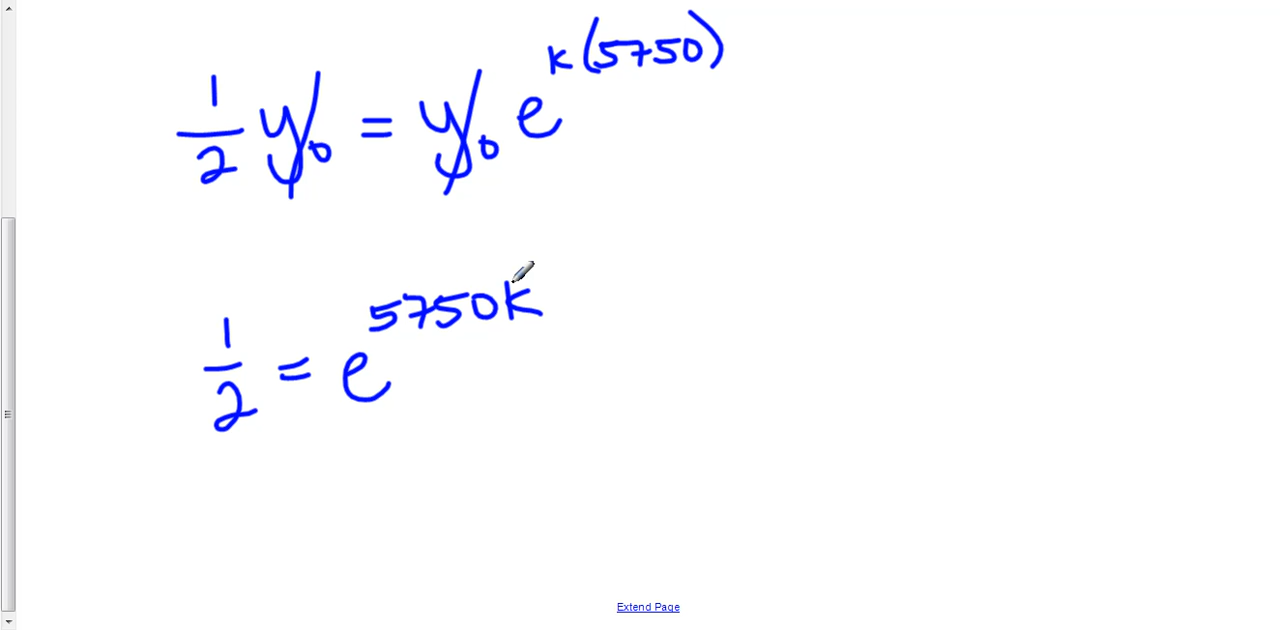 1/2 y₀ = y₀ e^k(5750)
1/2 = e^5750k
Extend Page